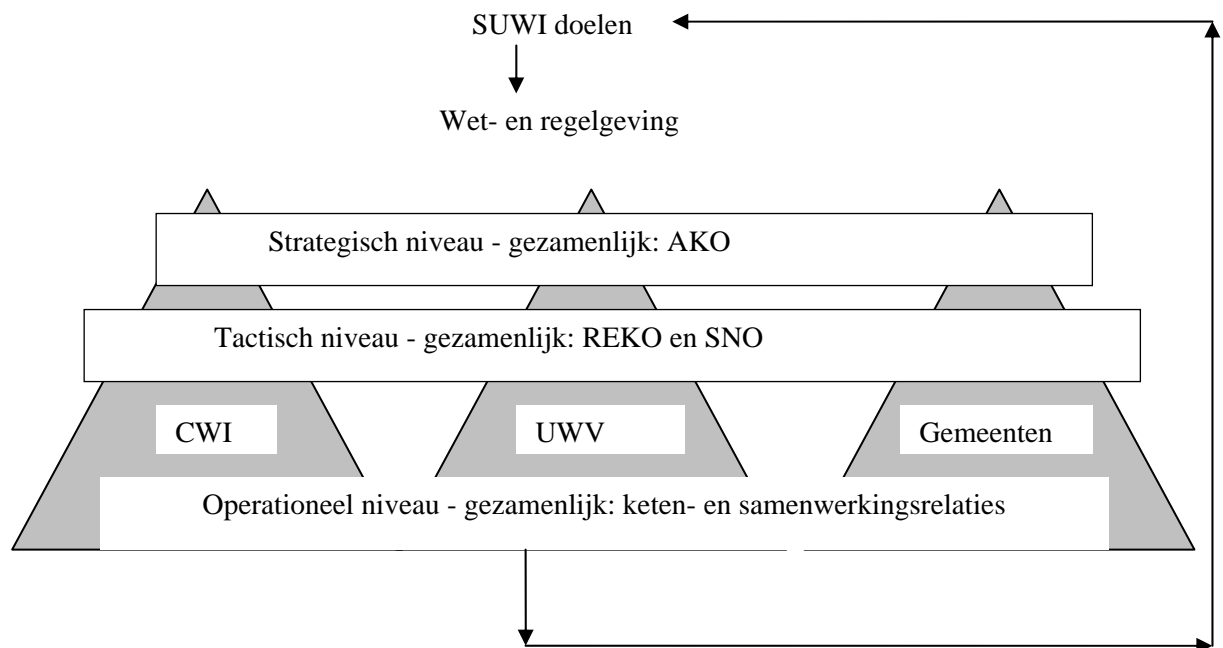 SUWI doelen
Wet- en regelgeving
Strategisch niveau - gezamenlijk: AKO
Tactisch niveau - gezamenlijk: REKO en SNO
CWI UWV Gemeenten
Operationeel niveau - gezamenlijk: keten- en samenwerkingsrelaties